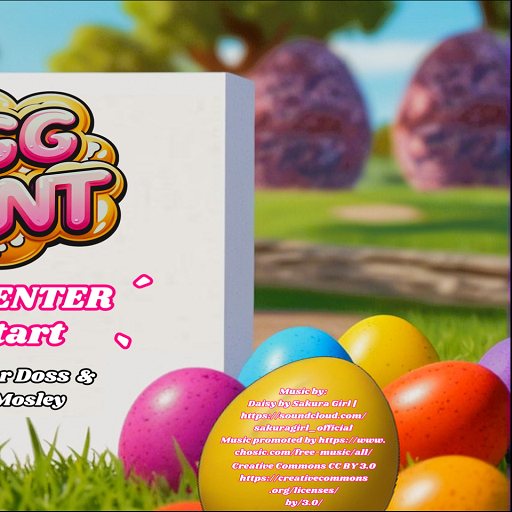 GG
NT
ENTER
tart
r Doss &
Mosley
Music by:
Daisy by Sakura Girl |
https://soundcloud.com/
sakuragirl_official
Music promoted by https://www.
chosic.com/free-music/all/
Creative Commons CC BY 3.0
https://creativecommons
.org/licenses/
by/3.0/